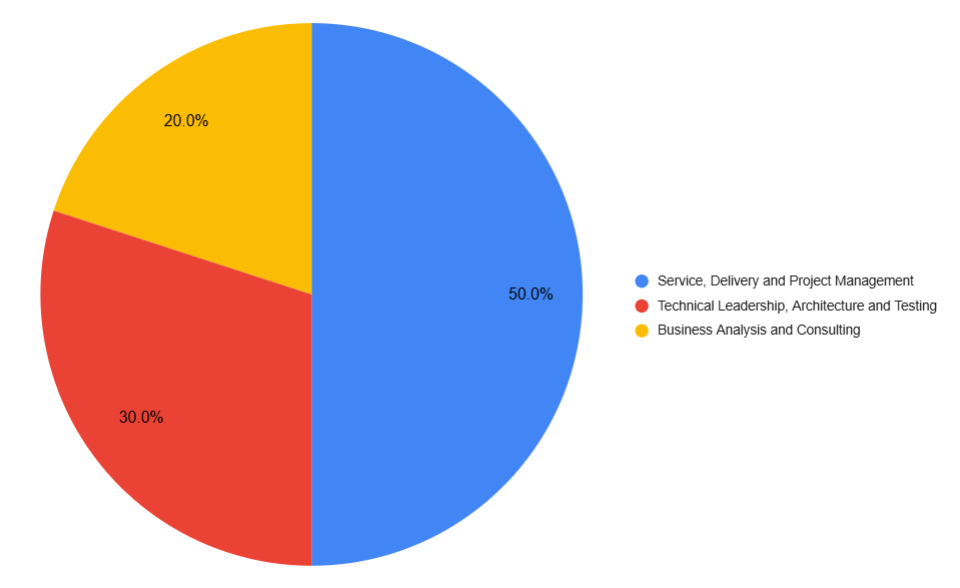 20.0%
50.0%
30.0%
Service, Delivery and Project Management
Technical Leadership, Architecture and Testing
Business Analysis and Consulting